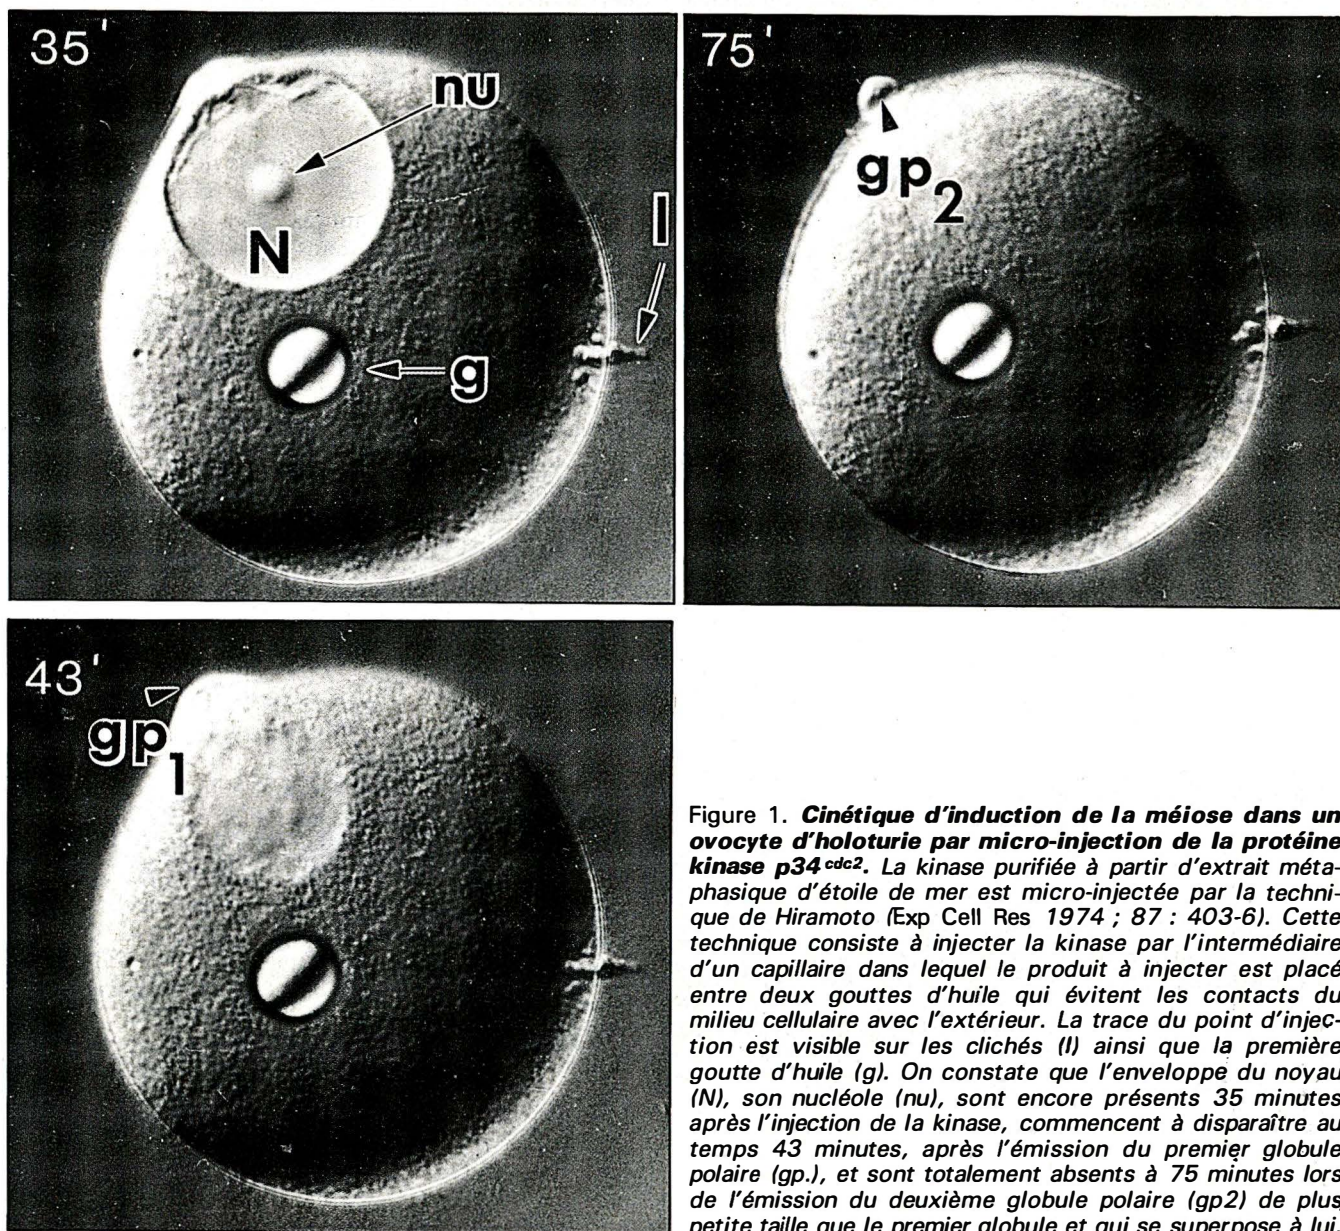 35'
nu
N
I
g
75'
gp2
43'
gp1
Figure 1. Cinétique d'induction de la méiose dans un
ovocyte d'holoturie par micro-injection de la protéine
kinase p34 cdc2. La kinase purifiée à partir d'extrait méta-
phasique d'étoile de mer est micro-injectée par la techni-
que de Hiramoto (Exp Cell Res 1974 ; 87 : 403-6). Cette
technique consiste à injecter la kinase par l'intermédiaire
d'un capillaire dans lequel le produit à injecter est placé
entre deux gouttes d'huile qui évitent les contacts du
milieu cellulaire avec l'extérieur. La trace du point d'injec-
tion est visible sur les clichés (I) ainsi que la première
goutte d'huile (g). On constate que l'enveloppe du noyau
(N), son nucléole (nu), sont encore présents 35 minutes
après l'injection de la kinase, commencent à disparaître au
temps 43 minutes, après l'émission du premier globule
polaire (gp.), et sont totalement absents à 75 minutes lors
de l'émission du deuxième globule polaire (gp2) de plus
petite taille que le premier globule et qui se superpose à lui.